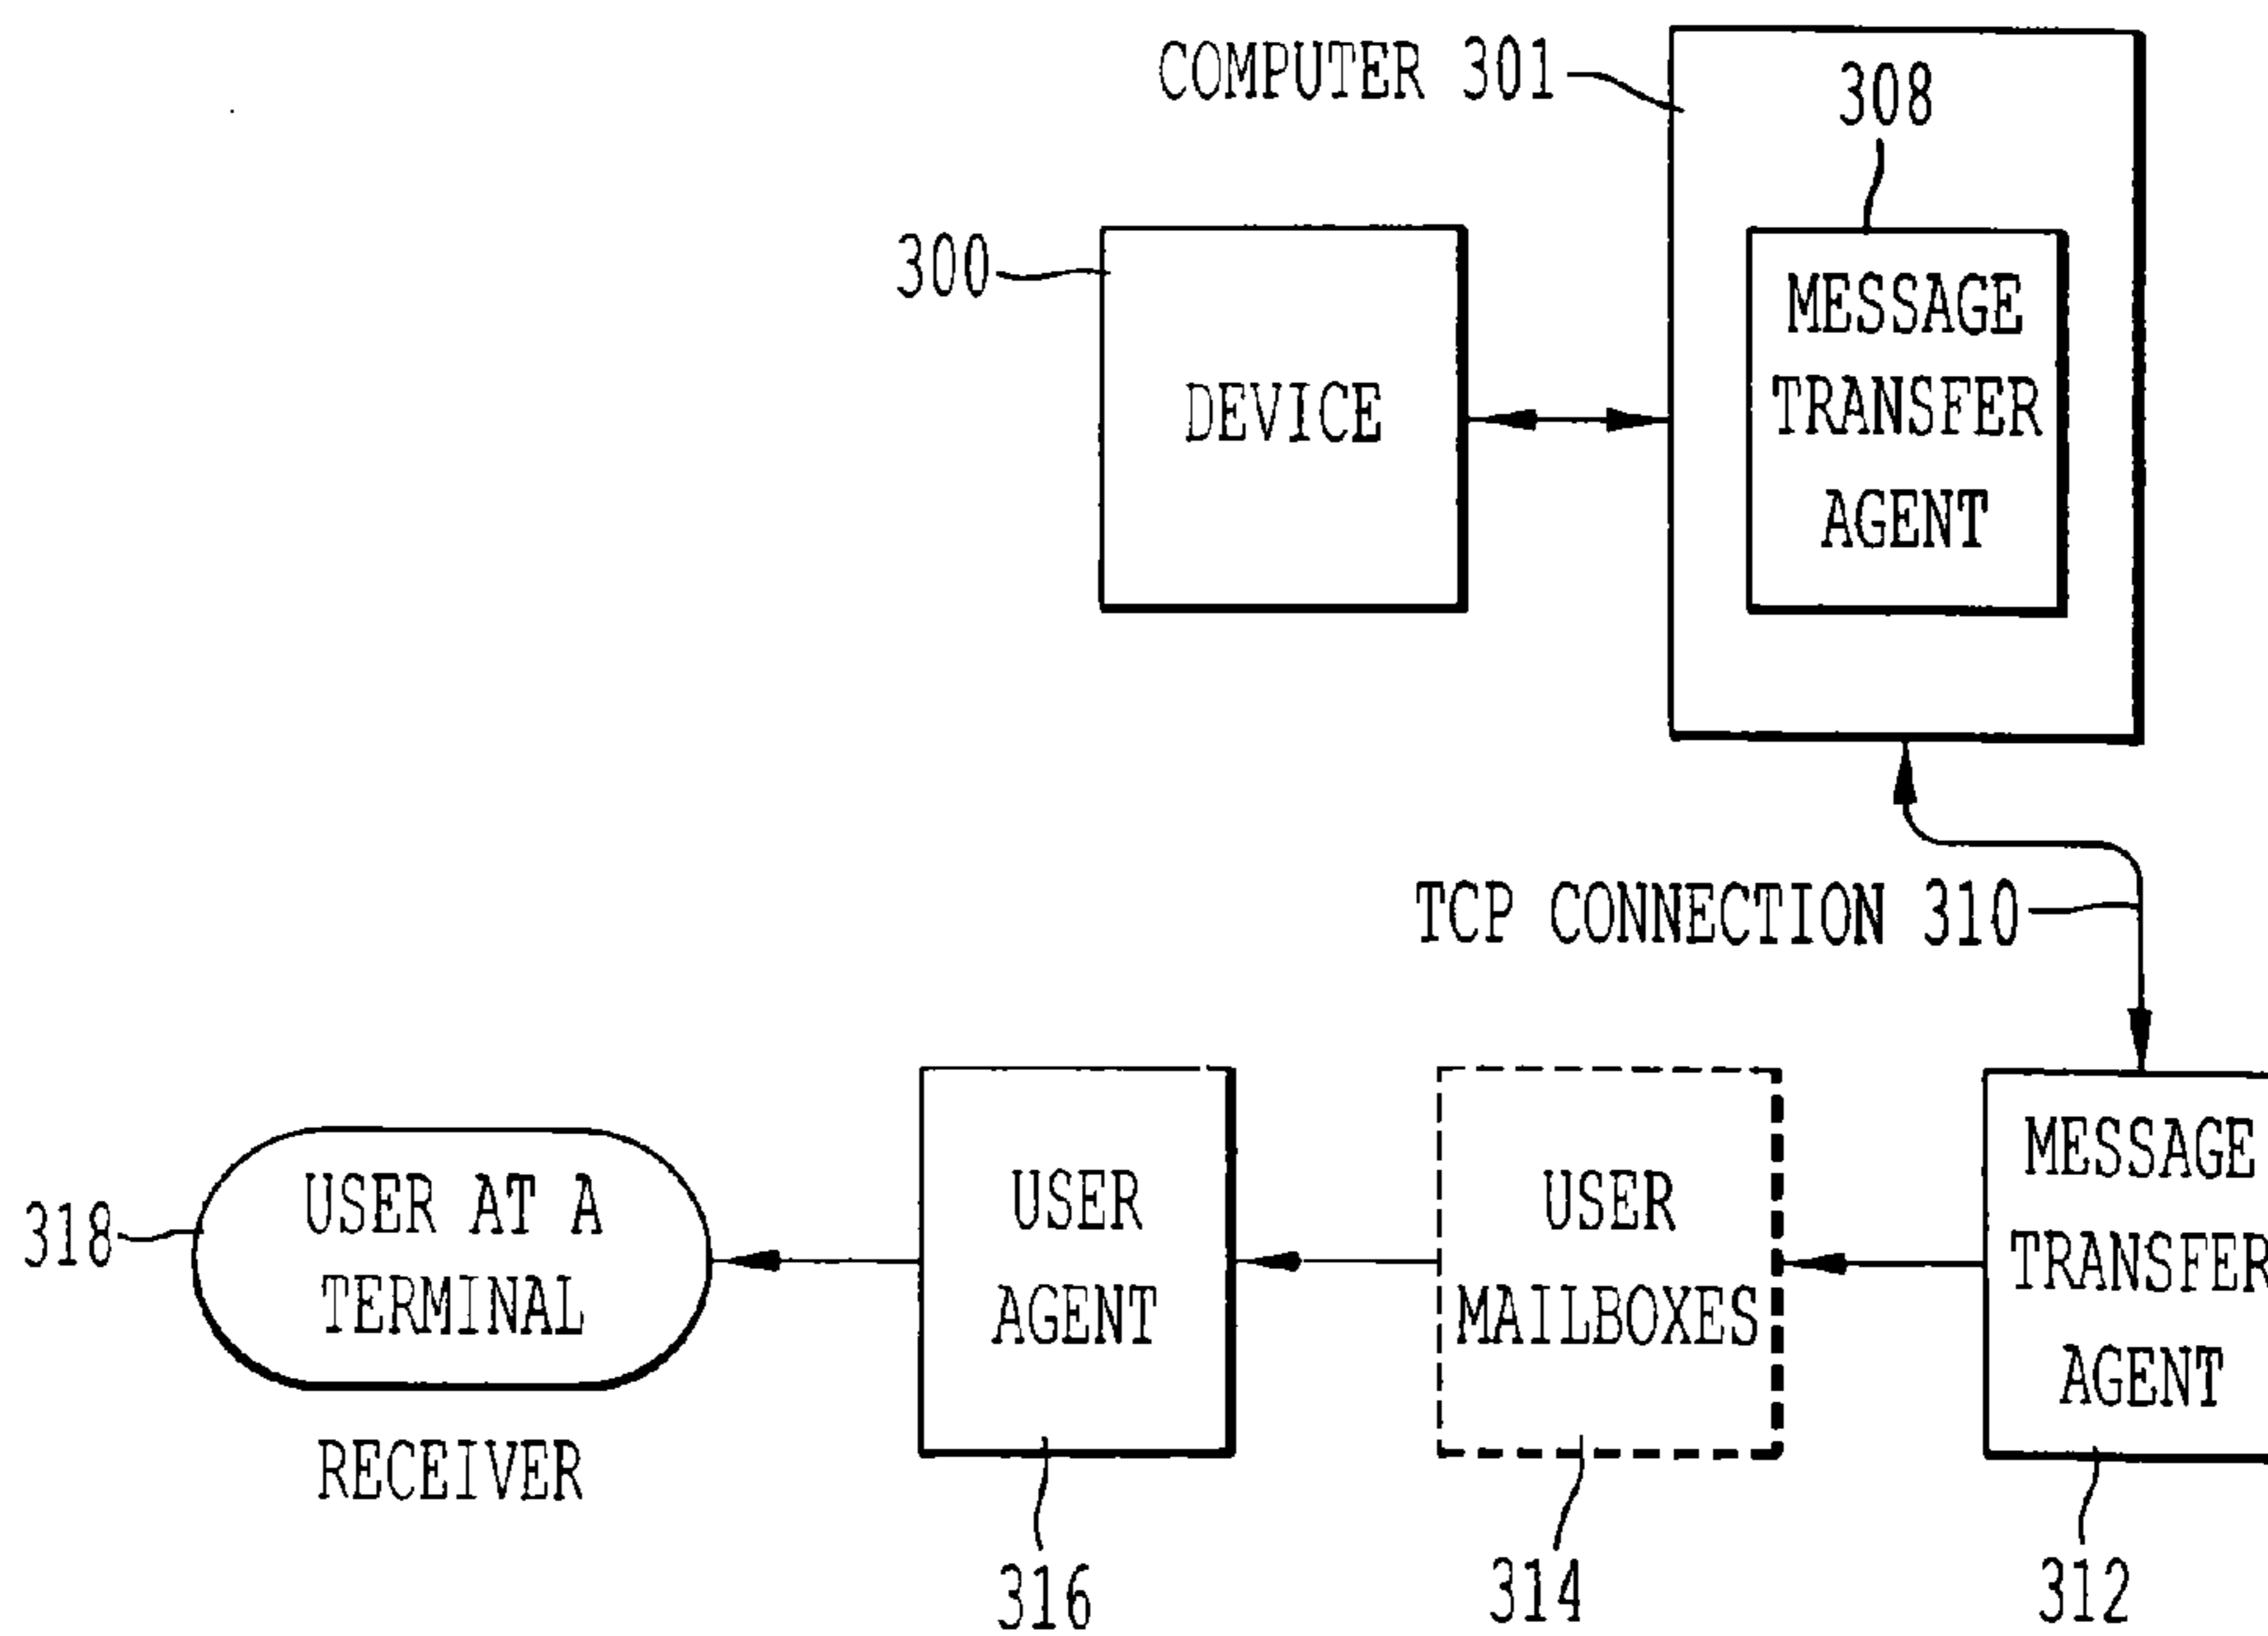 COMPUTER 301
308
300
MESSAGE
TRANSFER
AGENT
DEVICE
TCP CONNECTION 310
318
USER AT A
TERMINAL
RECEIVER
USER
AGENT
316
USER
MAILBOXES
314
MESSAGE
TRANSFER
AGENT
312